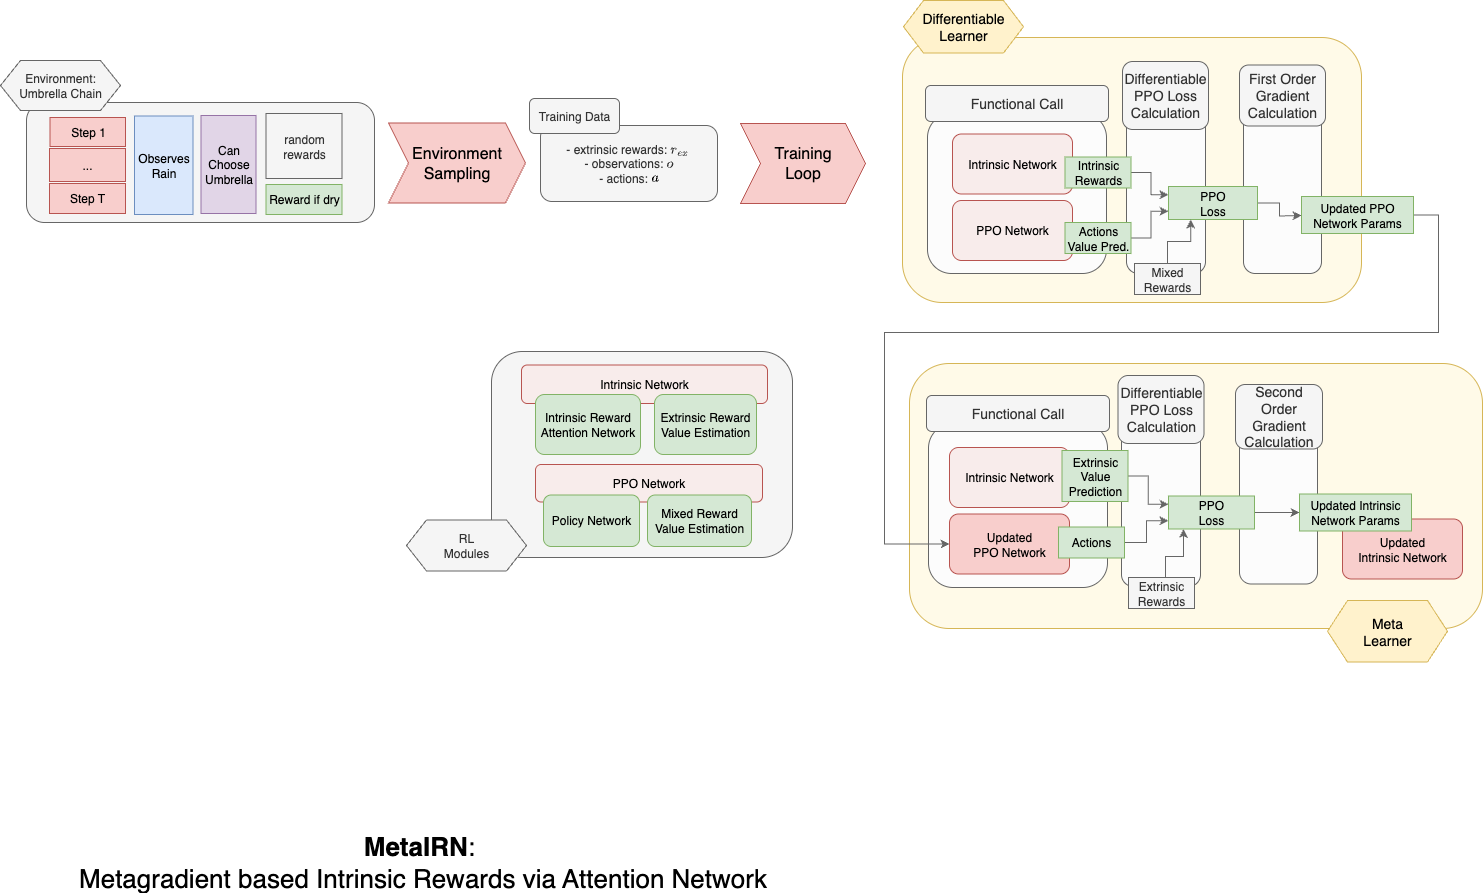 Environment:
Umbrella Chain
Step 1
...
Step T
Observes
Rain
Can
Choose
Umbrella
random
rewards
Reward if dry
Environment
Sampling
Training Data
- extrinsic rewards: r_ex
- observations: o
- actions: a
Training
Loop
Differentiable
Learner
Functional Call
Intrinsic Network
Intrinsic
Rewards
PPO Network
Actions
Value Pred.
Differentiable
PPO Loss
Calculation
PPO
Loss
Mixed
Rewards
First Order
Gradient
Calculation
Updated PPO
Network Params
Intrinsic Network
Intrinsic Reward
Attention Network
Extrinsic Reward
Value Estimation
PPO Network
Policy Network
Mixed Reward
Value Estimation
RL
Modules
Functional Call
Intrinsic Network
Extrinsic
Value
Prediction
Updated
PPO Network
Actions
Differentiable
PPO Loss
Calculation
PPO
Loss
Extrinsic
Rewards
Second
Order
Gradient
Calculation
Updated Intrinsic
Network Params
Updated
Intrinsic Network
Meta
Learner
MetaIRN:
Metagradient based Intrinsic Rewards via Attention Network